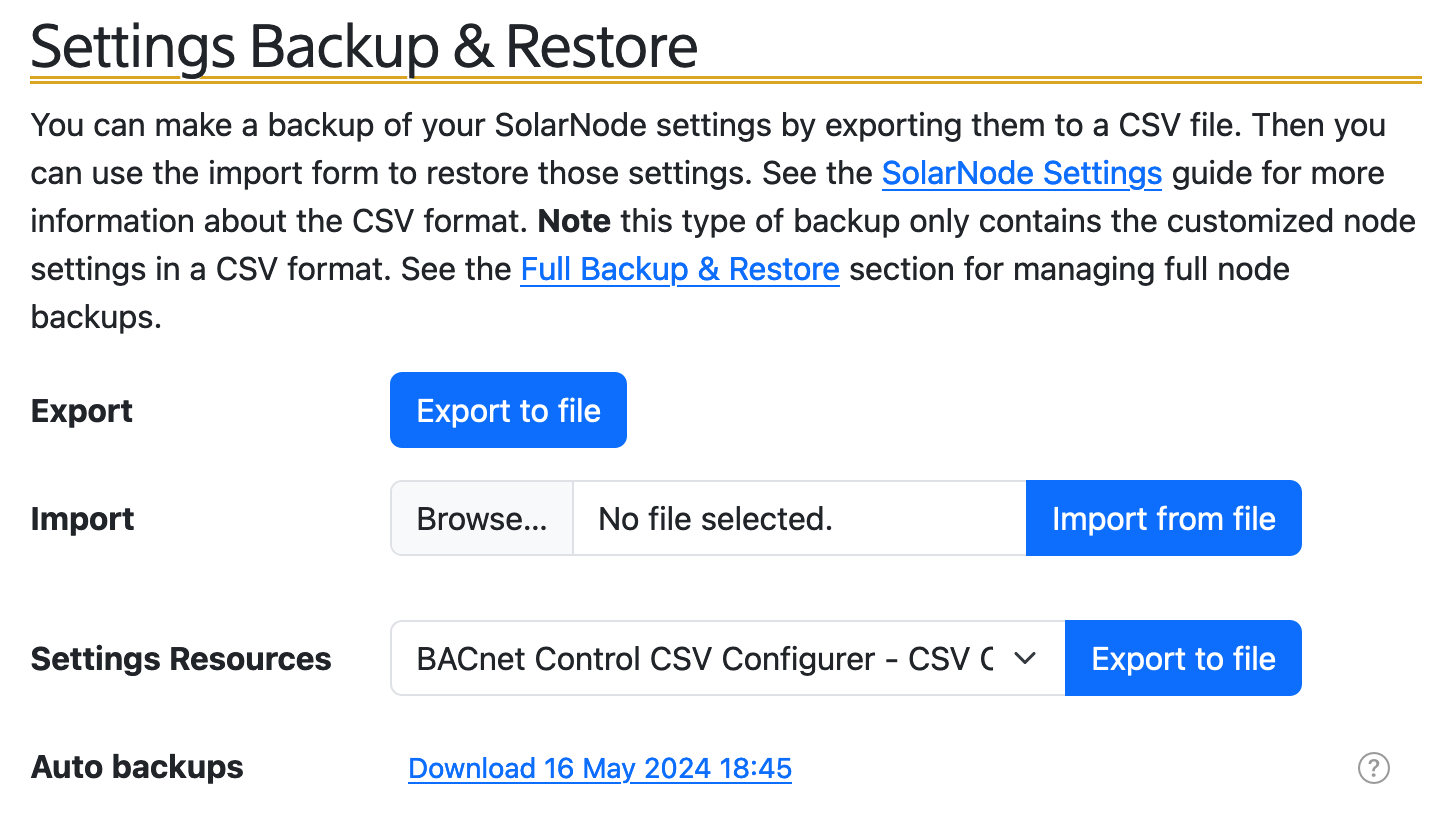 Settings Backup & Restore
You can make a backup of your SolarNode settings by exporting them to a CSV file. Then you
can use the import form to restore those settings. See the SolarNode Settings guide for more
information about the CSV format. Note this type of backup only contains the customized node
settings in a CSV format. See the Full Backup & Restore section for managing full node
backups.
Export
Export to file
Import
Browse...
No file selected.
Import from file
Settings Resources
BACnet Control CSV Configurer - CSV
Export to file
Auto backups
Download 16 May 2024 18:45
?